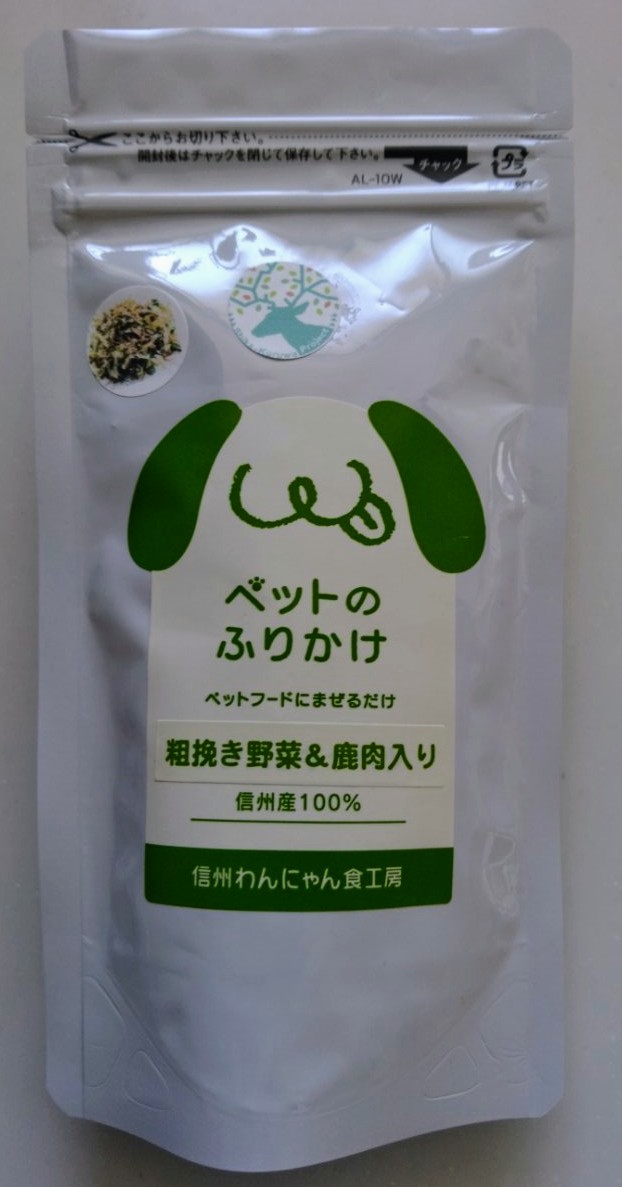 ここからお切り下さい。
開封後はチャックを閉じて保存して下さい。
チャック
AL-10W
ペットの
ふりかけ
ペットフードにまぜるだけ
粗挽き野菜&鹿肉入り
信州産100%
信州わんにゃん食工房